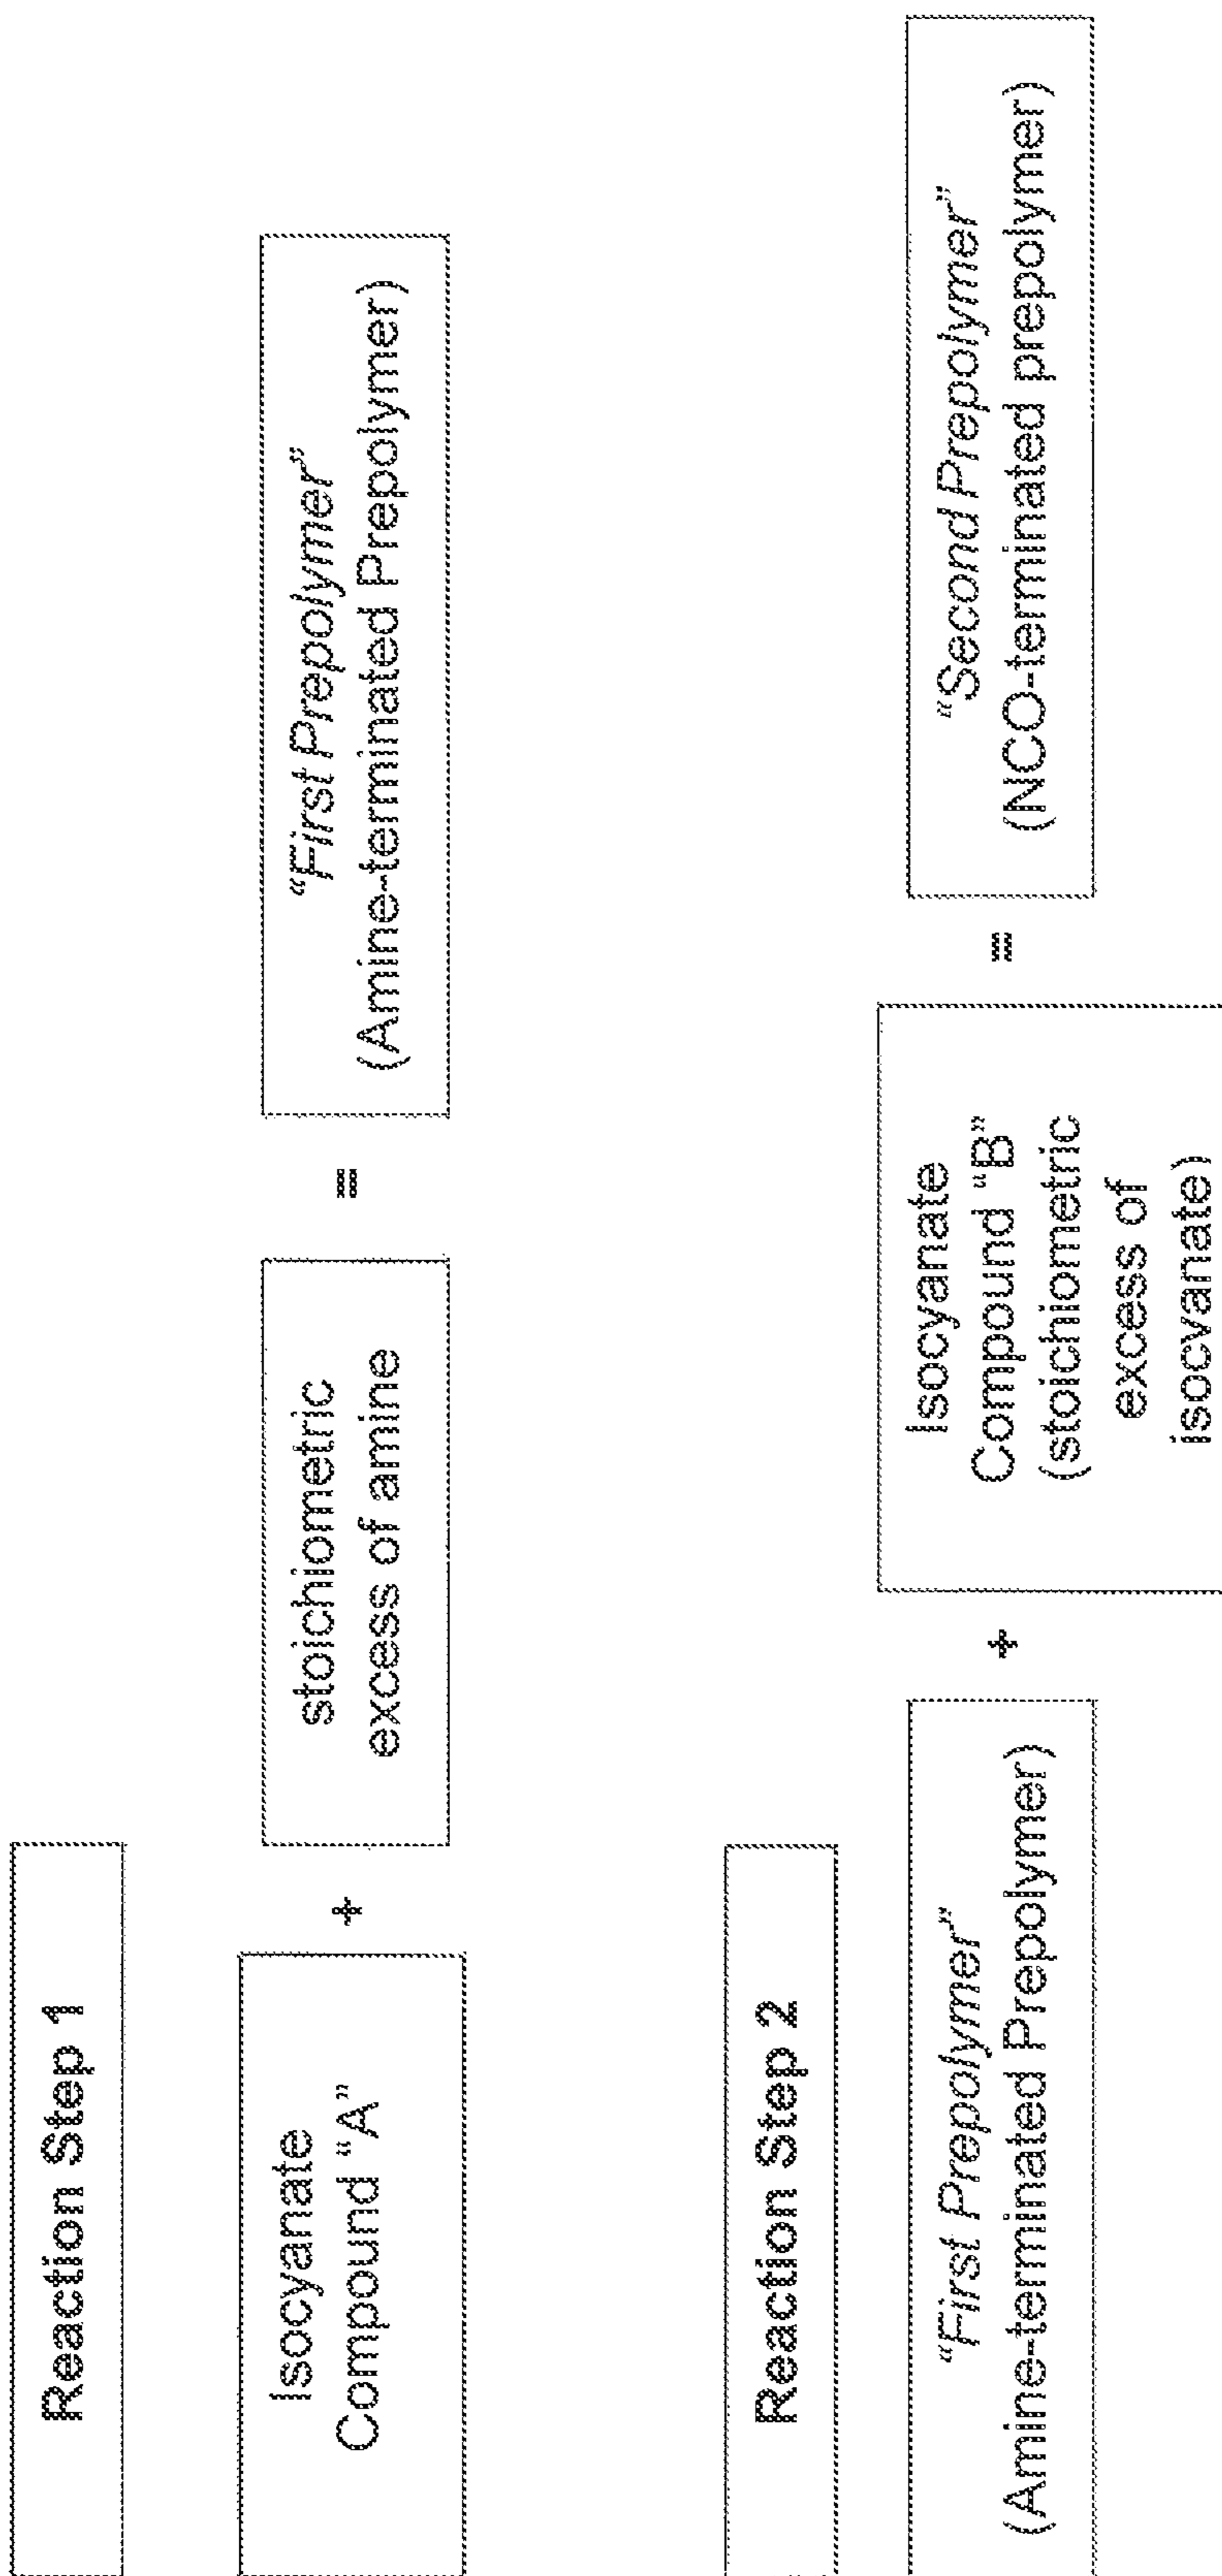 Reaction Step 1
Isocyanate
Compound "A"
+
stoichiometric
excess of amine
=
"First Prepolymer"
(Amine-terminated Prepolymer)
Reaction Step 2
"First Prepolymer"
(Amine-terminated Prepolymer)
+
Isocyanate
Compound "B"
(stoichiometric
excess of
isocyanate)
=
"Second Prepolymer"
(NCO-terminated prepolymer)